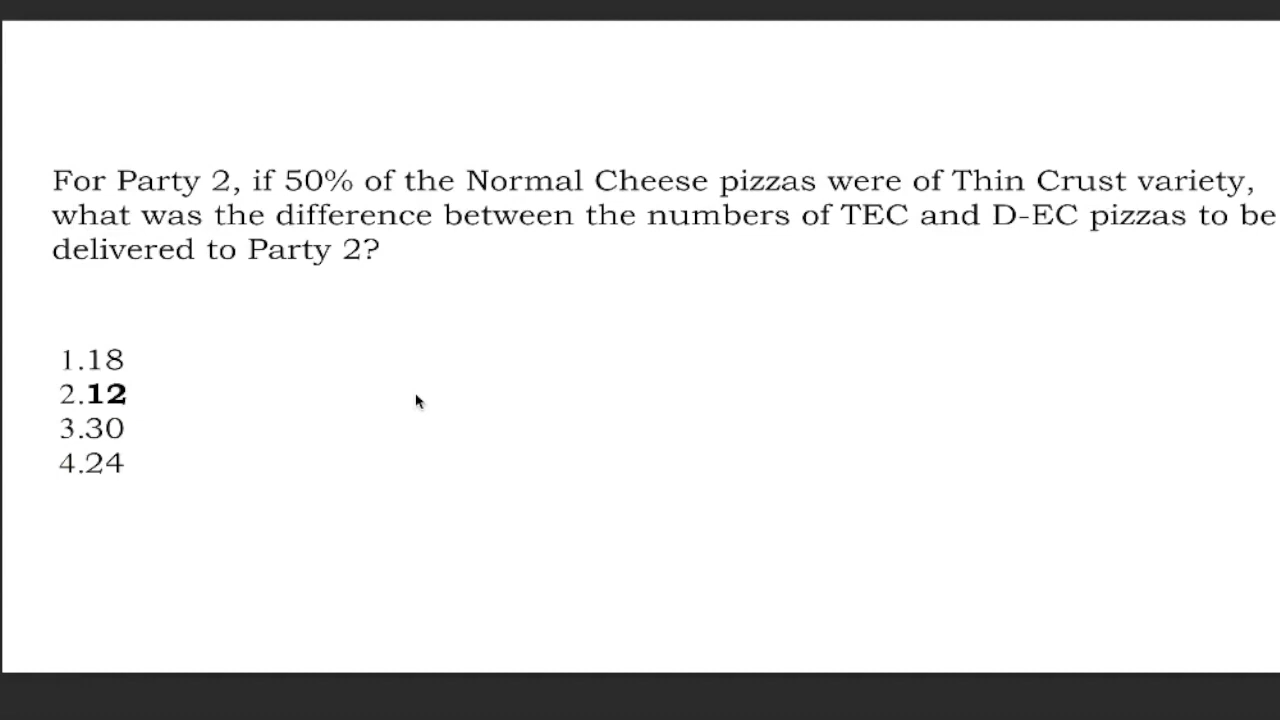 For Party 2, if 50% of the Normal Cheese pizzas were of Thin Crust variety,
what was the difference between the numbers of TEC and D-EC pizzas to be
delivered to Party 2?
1.18
2.12
3.30
4.24